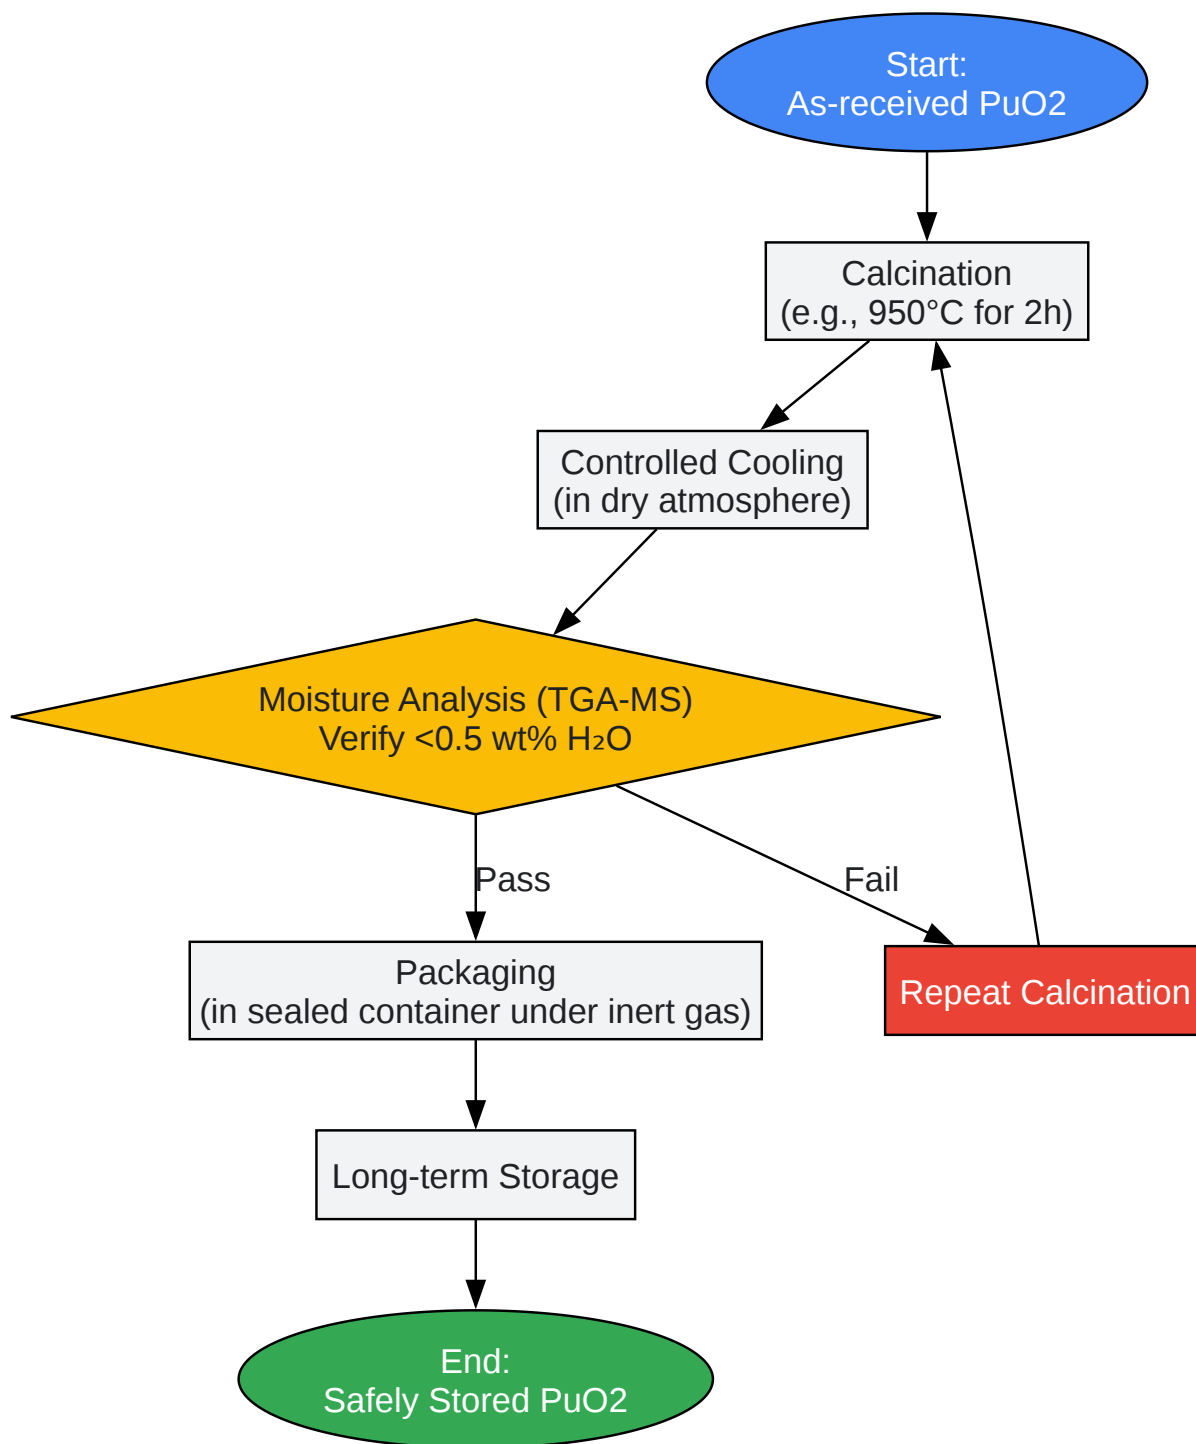 Start:
As-received PuO2
Calcination
(e.g., 950°C for 2h)
Controlled Cooling
(in dry atmosphere)
Moisture Analysis (TGA-MS)
Verify <0.5 wt% H₂O
Pass
Fail
Packaging
(in sealed container under inert gas)
Repeat Calcination
Long-term Storage
End:
Safely Stored PuO2